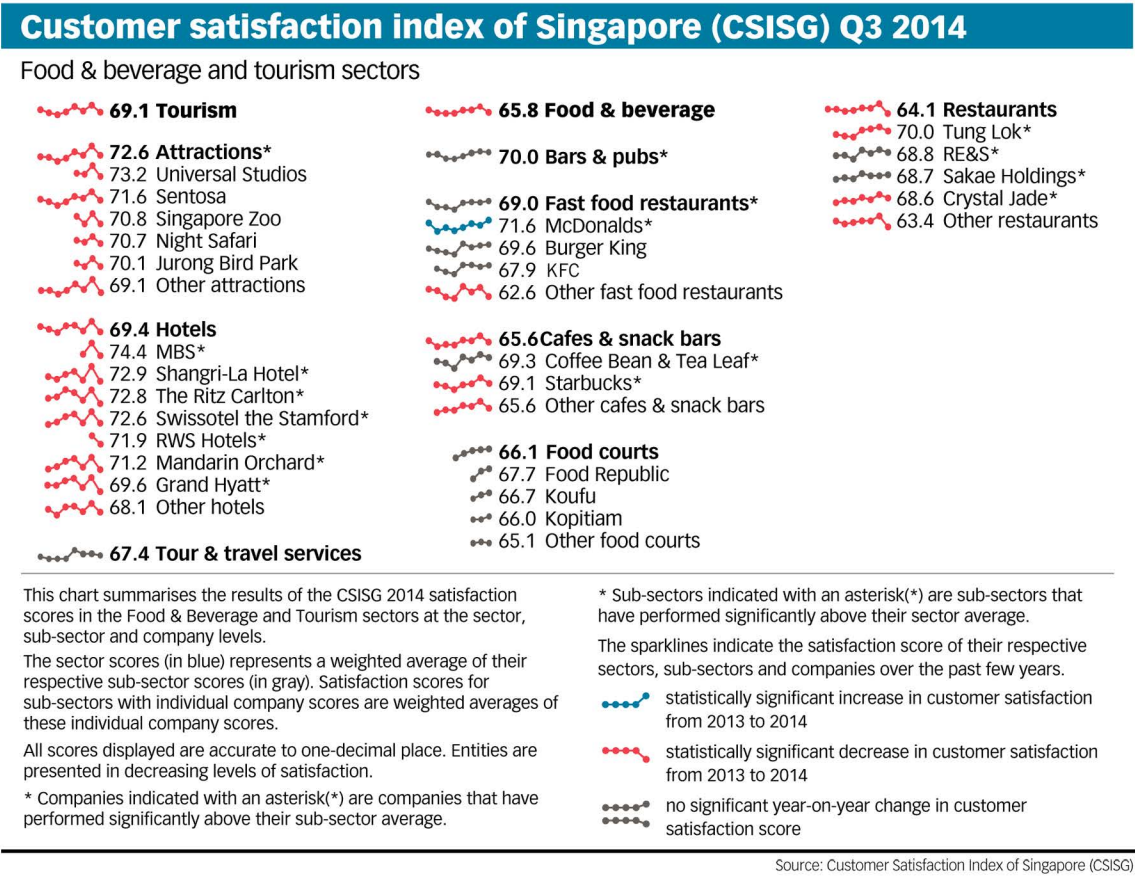 Customer satisfaction index of Singapore (CSISG) Q3 2014
Food & beverage and tourism sectors
69.1 Tourism
72.6 Attractions*
73.2 Universal Studios
71.6 Sentosa
70.8 Singapore Zoo
70.7 Night Safari
70.1 Jurong Bird Park
69.1 Other attractions
69.4 Hotels
74.4 MBS*
72.9 Shangri-La Hotel*
72.8 The Ritz Carlton*
72.6 Swissotel the Stamford*
71.9 RWS Hotels*
71.2 Mandarin Orchard*
69.6 Grand Hyatt*
68.1 Other hotels
67.4 Tour & travel services
65.8 Food & beverage
70.0 Bars & pubs*
69.0 Fast food restaurants*
71.6 McDonalds*
69.6 Burger King
67.9 KFC
62.6 Other fast food restaurants
65.6Cafes & snack bars
69.3 Coffee Bean & Tea Leaf*
69.1 Starbucks*
65.6 Other cafes & snack bars
66.1 Food courts
67.7 Food Republic
66.7 Koufu
66.0 Kopitiam
65.1 Other food courts
64.1 Restaurants
70.0 Tung Lok*
68.8 RE&S*
68.7 Sakae Holdings*
68.6 Crystal Jade*
63.4 Other restaurants
This chart summarises the results of the CSISG 2014 satisfaction
scores in the Food & Beverage and Tourism sectors at the sector,
sub-sector and company levels.
The sector scores (in blue) represents a weighted average of their
respective sub-sector scores (in gray). Satisfaction scores for
sub-sectors with individual company scores are weighted averages of
these individual company scores.
All scores displayed are accurate to one-decimal place. Entities are
presented in decreasing levels of satisfaction.
* Companies indicated with an asterisk(*) are companies that have
performed significantly above their sub-sector average.
* Sub-sectors indicated with an asterisk(*) are sub-sectors that
have performed significantly above their sector average.
The sparklines indicate the satisfaction score of their respective
sectors, sub-sectors and companies over the past few years.
statistically significant increase in customer satisfaction
from 2013 to 2014
statistically significant decrease in customer satisfaction
from 2013 to 2014
no significant year-on-year change in customer
satisfaction score
Source: Customer Satisfaction Index of Singapore (CSISG)